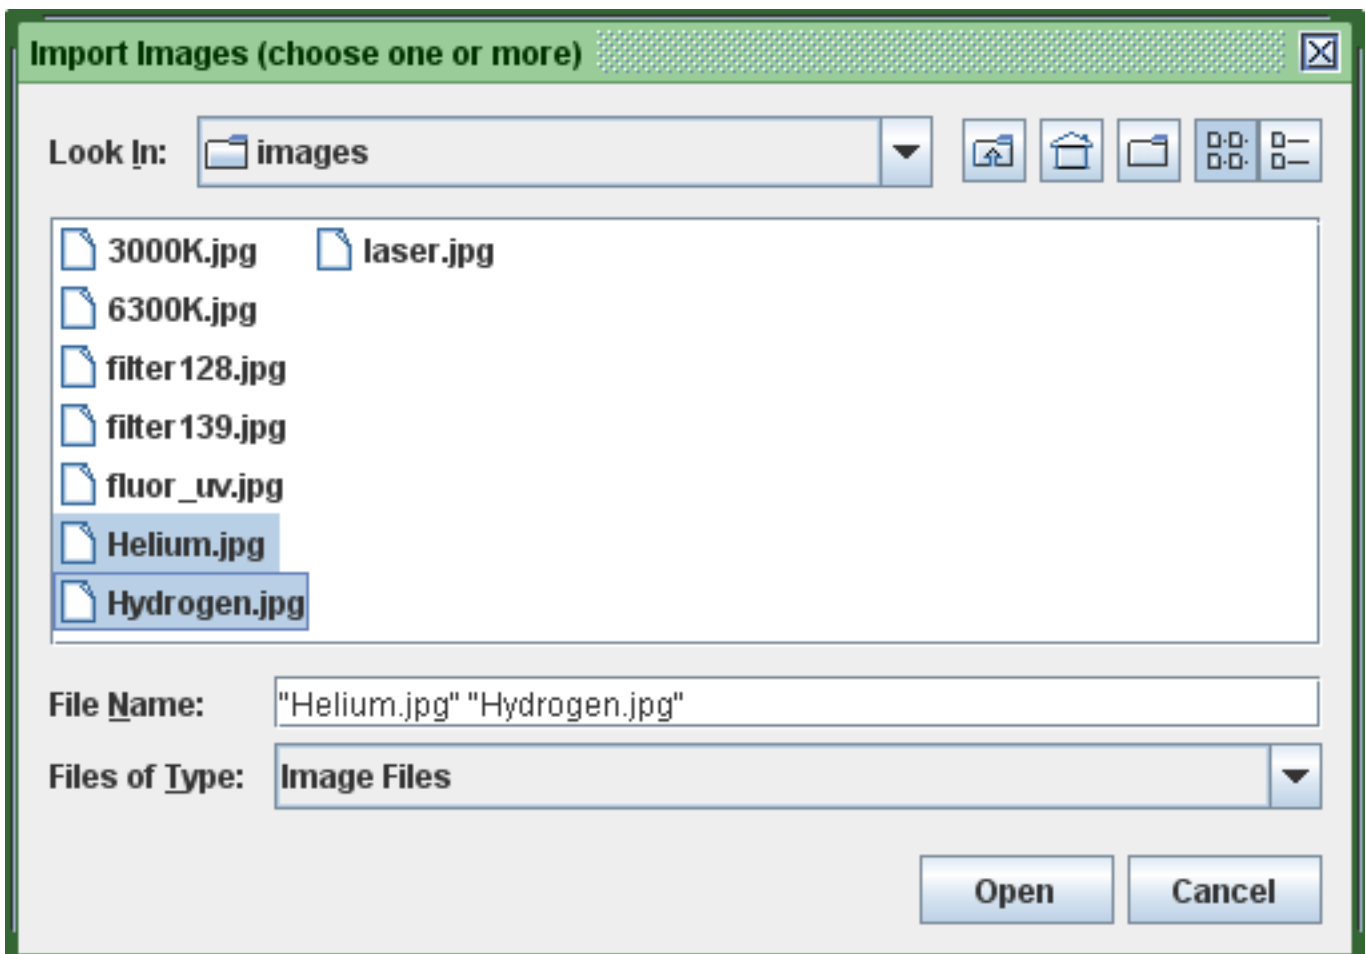 Import Images (choose one or more)
Look In: images
3000K.jpg laser.jpg
6300K.jpg
filter128.jpg
filter139.jpg
fluor_uv.jpg
Helium.jpg
Hydrogen.jpg
File Name: "Helium.jpg" "Hydrogen.jpg"
Files of Type: Image Files
Open Cancel